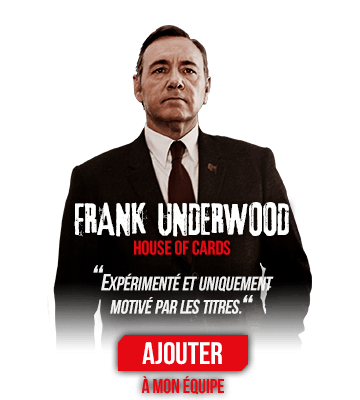 FRANK UNDERWOOD
HOUSE OF CARDS
“EXPÉRIMENTÉ ET UNIQUEMENT
MOTIVÉ PAR LES TITRES.“
AJOUTER
À MON ÉQUIPE